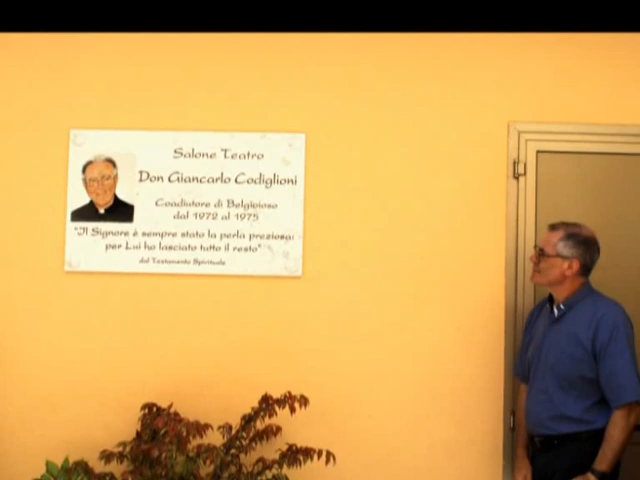 Salone Teatro
Don Giancarlo Codiglioni
Coadiutore di Belgioioso
dal 1972 al 1975
"Il Signore è sempre stato la perla preziosa:
per Lui ho lasciato tutto il resto"
dal Testamento Spirituale